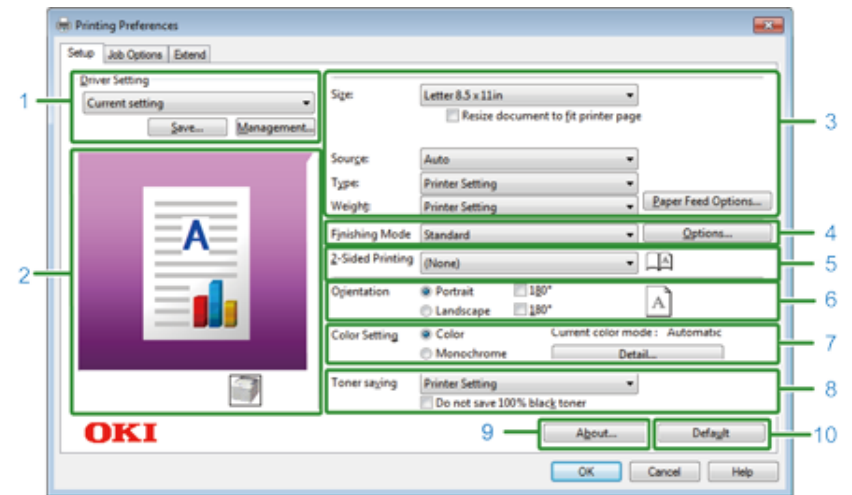 Printing Preferences
Setup Job Options Extend
1
Driver Setting
Current setting
Save... Management...
Size: Letter 8.5 x 11in
Resize document to fit printer page
3
Source: Auto
Type: Printer Setting
Weight: Printer Setting Paper Feed Options...
2
A
Finishing Mode Standard Options... 4
2-Sided Printing (None) A 5
Orientation Portrait 180°
Landscape 180° A 6
Color Setting Color Current color mode : Automatic
Monochrome Detail... 7
Toner saving Printer Setting 8
Do not save 100% black toner
OKI 9 About... Default 10
OK Cancel Help